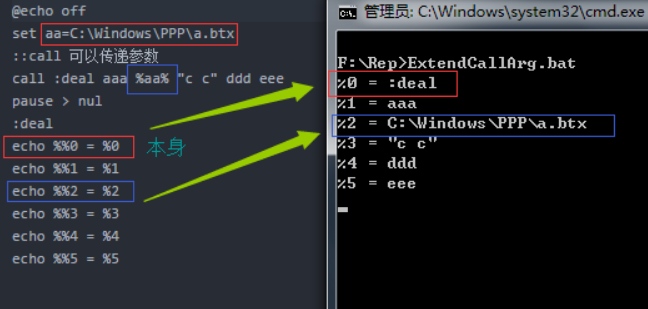 @echo off
set aa=C:\Windows\PPP\a.btx
::call 可以传递参数
call :deal aaa %aa% "c c" ddd eee
pause > nul
:deal
echo %%0 = %0
本身
echo %%1 = %1
echo %%2 = %2
echo %%3 = %3
echo %%4 = %4
echo %%5 = %5
管理员: C:\Windows\system32\cmd.exe
F:\Rep>ExtendCallArg.bat
%0 = :deal
%1 = aaa
%2 = C:\Windows\PPP\a.btx
%3 = "c c"
%4 = ddd
%5 = eee